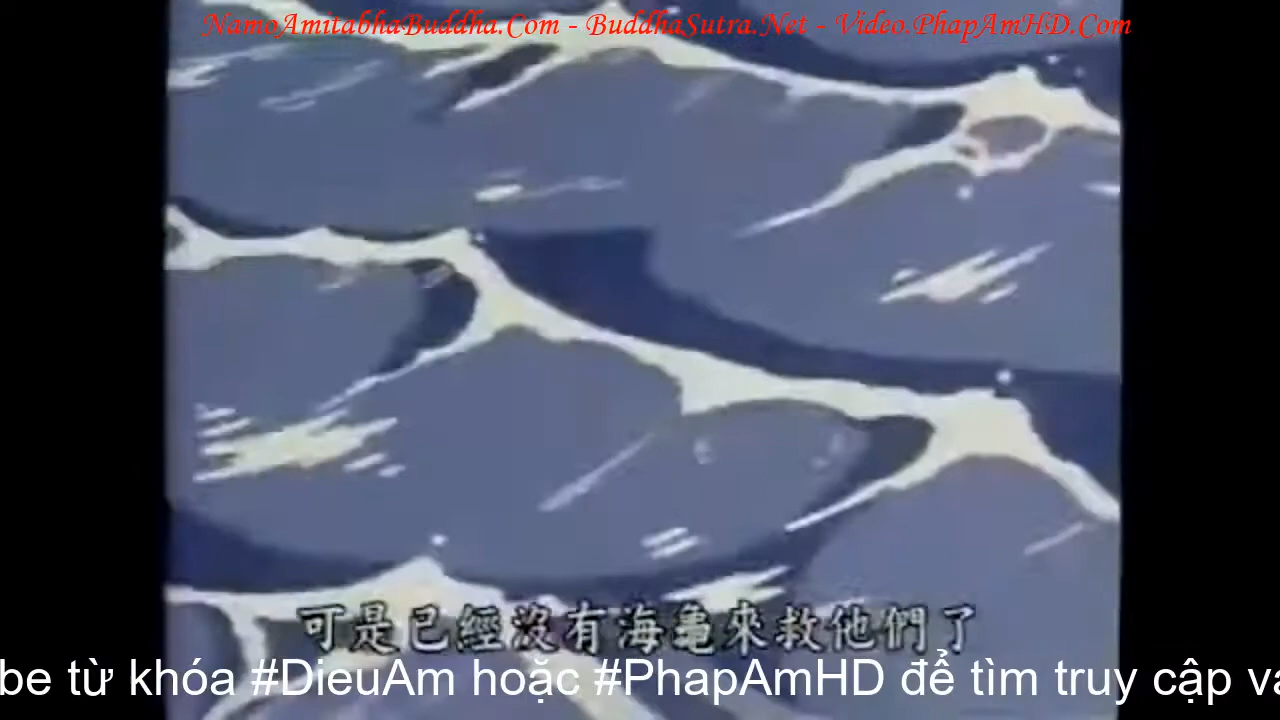 NamoAmitabhaBuddha.Com - BuddhaSutra.Net - Video.PhapAmHD.Com
可是已經沒有海龜來救他們了
be từ khóa #DieuAm hoặc #PhapAmHD để tìm truy cập và